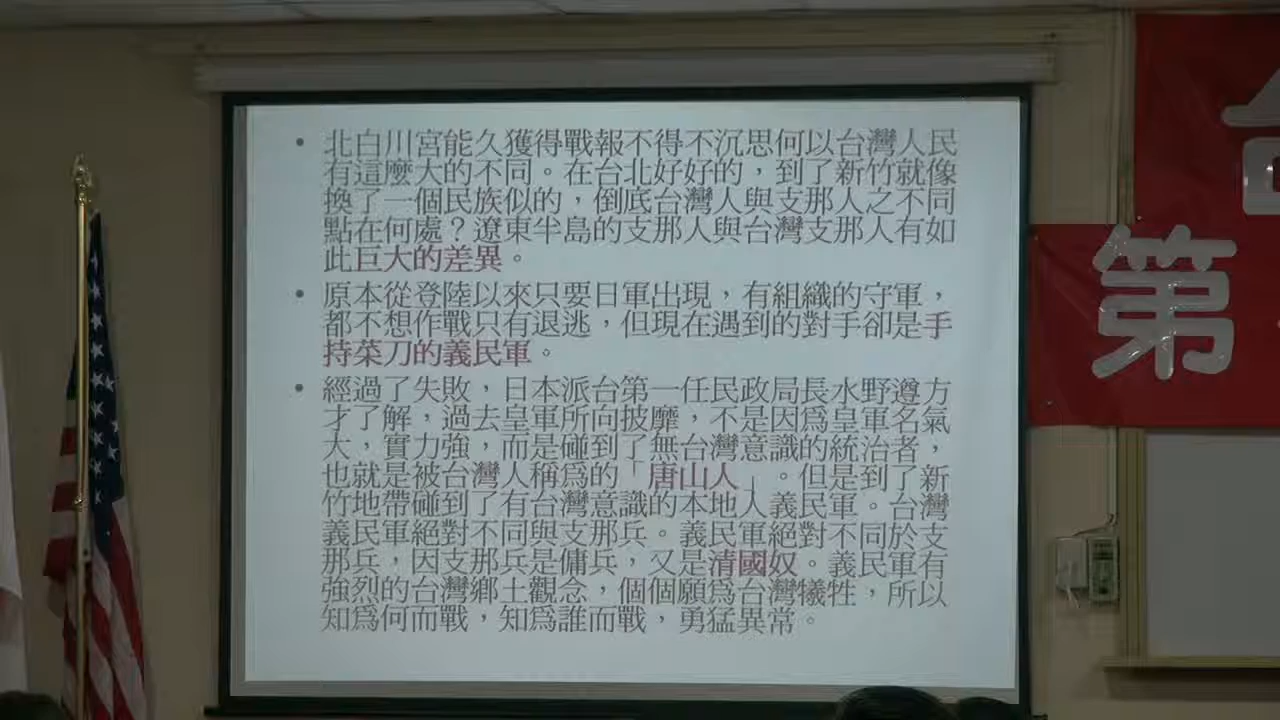 • 北白川宮能久獲得戰報不得不沉思何以台灣人民
有這麼大的不同。在台北好好的，到了新竹就像
換了一個民族似的，倒底台灣人與支那人之不同
點在何處？遼東半島的支那人與台灣支那人有如
此巨大的差異。
• 原本從登陸以來只要日軍出現，有組織的守軍，
都不想作戰只有退逃，但現在遇到的對手卻是手
持菜刀的義民軍。
• 經過了失敗，日本派台第一任民政局長水野遵方
才了解，過去皇軍所向披靡，不是因為皇軍名氣
大，實力強，而是碰到了無台灣意識的統治者，
也就是被台灣人稱為的「唐山人」。但是到了新
竹地帶碰到了有台灣意識的本地人義民軍。台灣
義民軍絕對不同與支那兵。義民軍絕對不同於支
那兵，因支那兵是傭兵，又是清國奴。義民軍有
強烈的台灣鄉土觀念，個個願為台灣犧牲，所以
知為何而戰，知為誰而戰，勇猛異常。
第